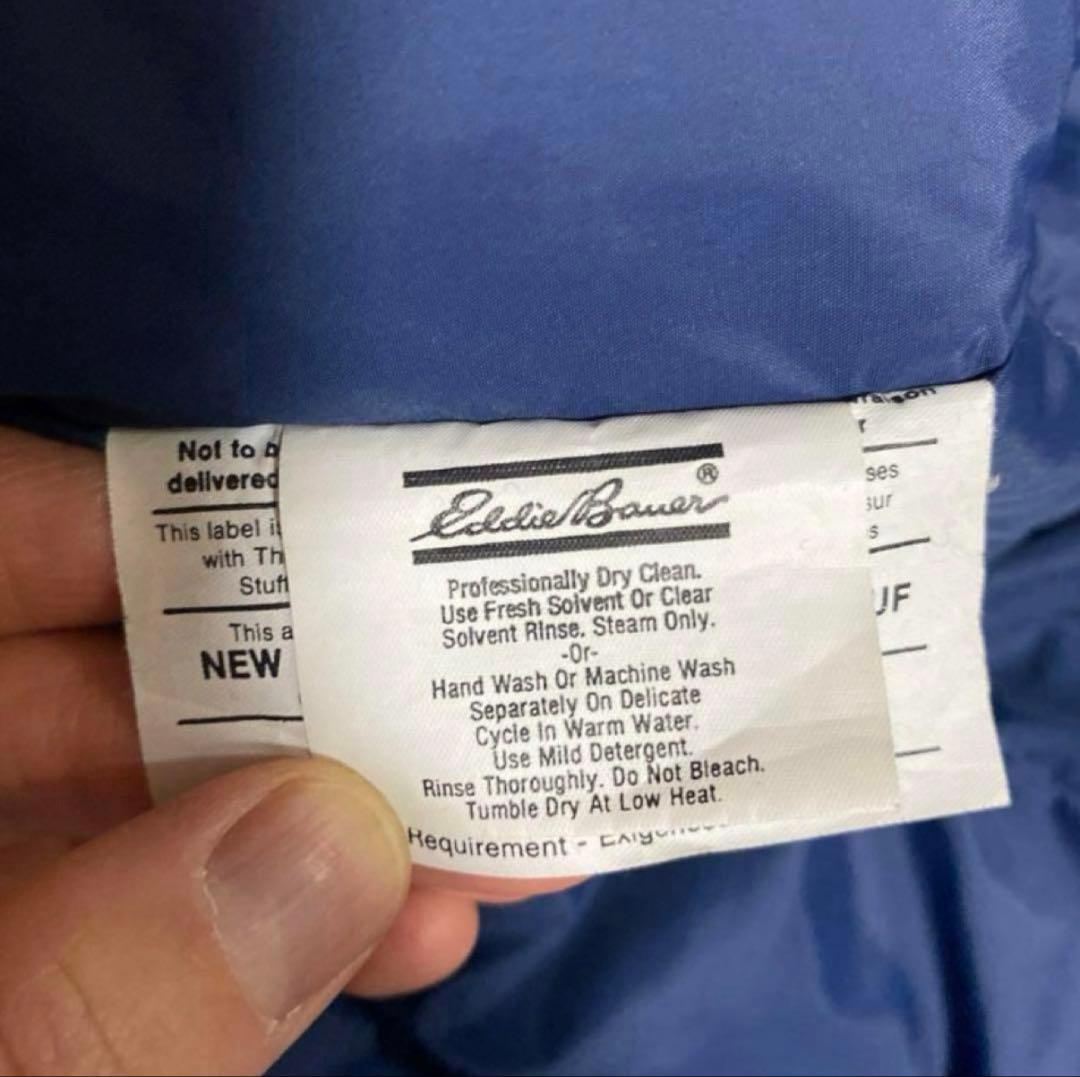 Not to b
delivered
This label i
with Th
Stuf
This a
NEW
Eddie Bauer®
Professionally Dry Clean.
Use Fresh Solvent Or Clear
Solvent Rinse. Steam Only.
-Or-
Hand Wash Or Machine Wash
Separately On Delicate
Cycle In Warm Water.
Use Mild Detergent.
Rinse Thoroughly. Do Not Bleach.
Tumble Dry At Low Heat.
Requirement -
r
ses
sur
s
UF